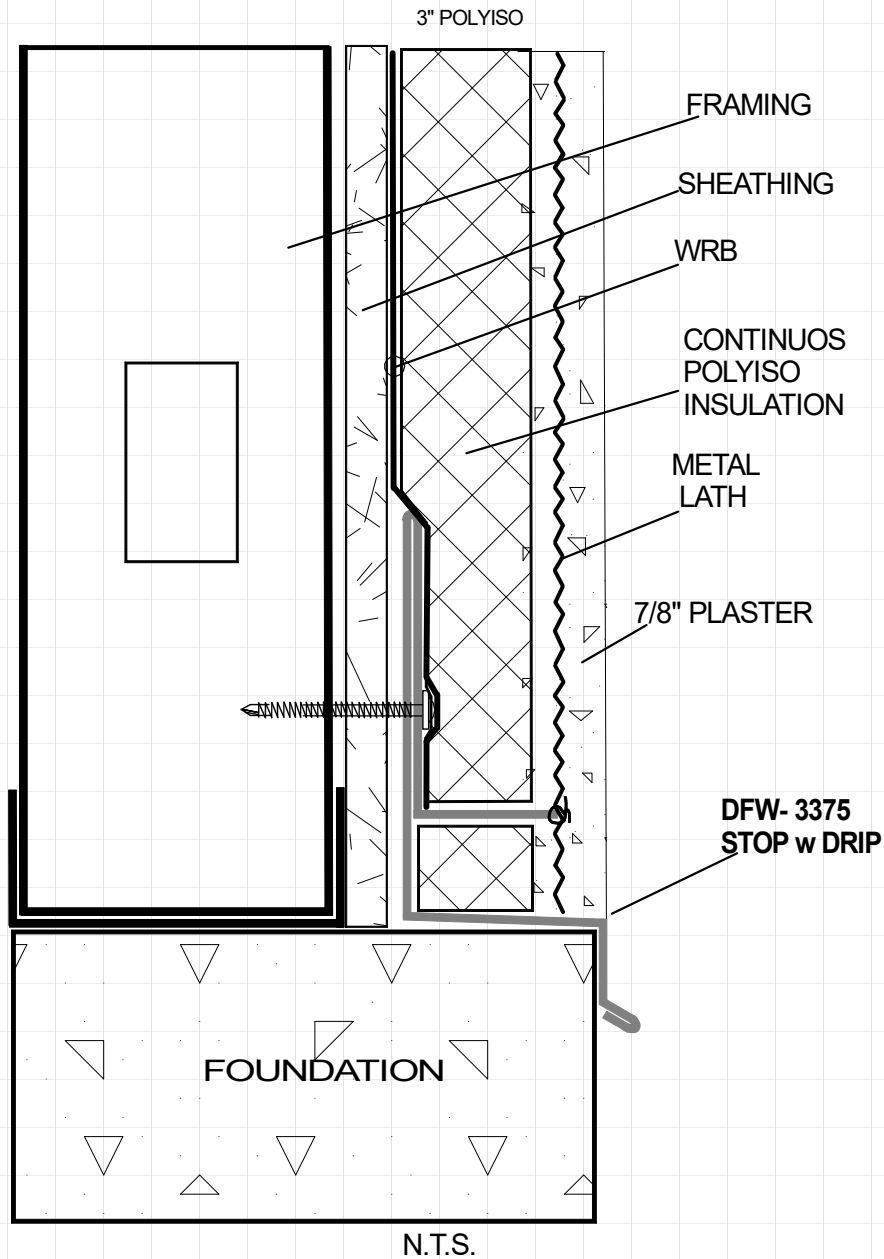 3" POLYISO
FRAMING
SHEATHING
WRB
CONTINUOS
POLYISO
INSULATION
METAL
LATH
7/8" PLASTER
DFW- 3375
STOP w DRIP
FOUNDATION
N.T.S.